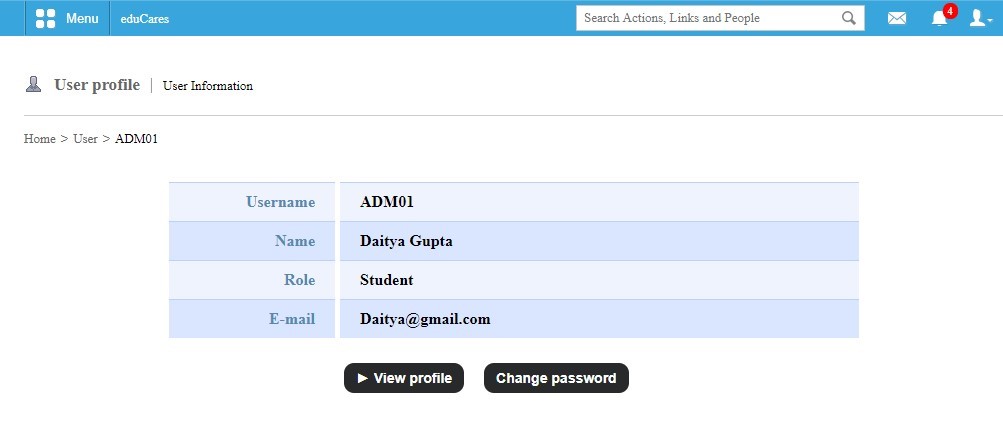 Menu eduCares Search Actions, Links and People 4
User profile | User Information
Home > User > ADM01
Username ADM01
Name Daitya Gupta
Role Student
E-mail Daitya@gmail.com
► View profile Change password